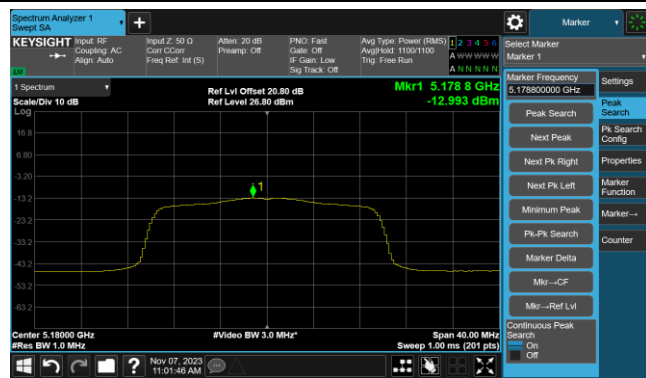 Spectrum Analyzer 1
Swept SA
Marker
KEYSIGHT
Input: RF
Coupling: AC
Align: Auto
Input Z: 50 Ω
Corr CCorr
Freq Ref: Int (S)
Atten: 20 dB
Preamp: Off
PNO: Fast
Gate: Off
IF Gain: Low
Sig Track: Off
Avg Type: Power (RMS)
Avg|Hold: 1100/1100
Trig: Free Run
1 2 3 4 5 6
A W W W W W
A N N N N N
LXI
Select Marker
Marker 1
1 Spectrum
Scale/Div 10 dB
Log
Ref Lvl Offset 20.80 dB
Ref Level 26.80 dBm
Mkr1 5.178 8 GHz
-12.993 dBm
16.8
6.80
-3.20
-13.2
-23.2
-33.2
-43.2
-53.2
-63.2
1
Center 5.18000 GHz
#Res BW 1.0 MHz
#Video BW 3.0 MHz*
Span 40.00 MHz
Sweep 1.00 ms (201 pts)
Marker Frequency
5.178800000 GHz
Peak Search
Next Peak
Next Pk Right
Next Pk Left
Minimum Peak
Pk-Pk Search
Marker Delta
Mkr→CF
Mkr→Ref Lvl
Continuous Peak
Search
On
Off
Settings
Peak
Search
Pk Search
Config
Properties
Marker
Function
Marker→
Counter
Nov 07, 2023
11:01:46 AM